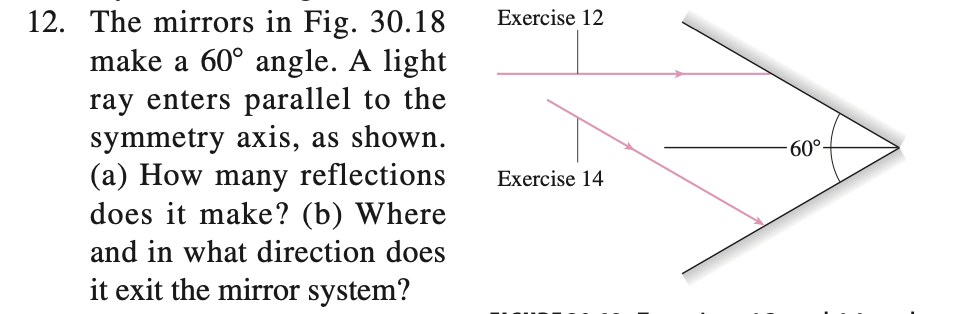 12. The mirrors in Fig. 30.18
make a 60° angle. A light
ray enters parallel to the
symmetry axis, as shown.
(a) How many reflections
does it make? (b) Where
and in what direction does
it exit the mirror system?
Exercise 12
60°
Exercise 14